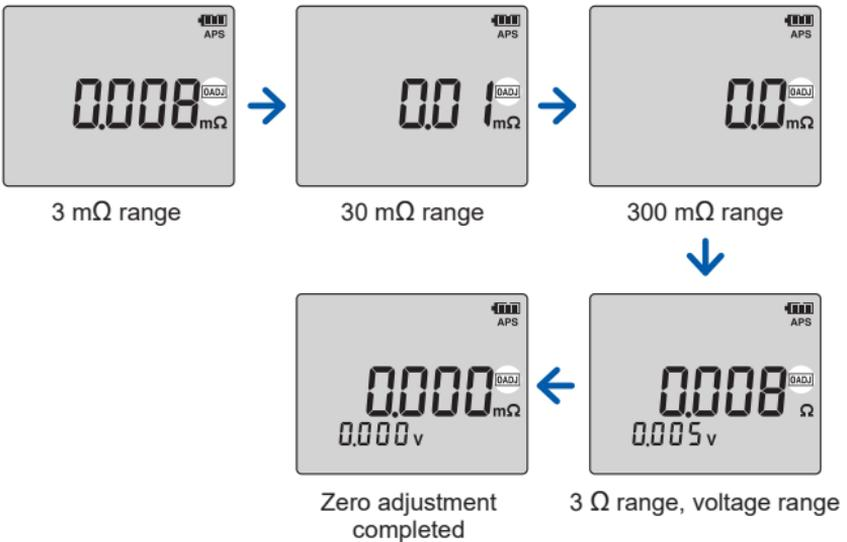 APS
0.008 0ADJ mΩ
3 mΩ range
APS
0.01 0ADJ mΩ
30 mΩ range
APS
0.0 0ADJ mΩ
300 mΩ range
APS
0.008 0ADJ Ω
0.005 V
3 Ω range, voltage range
APS
0.000 0ADJ mΩ
0.000 V
Zero adjustment
completed